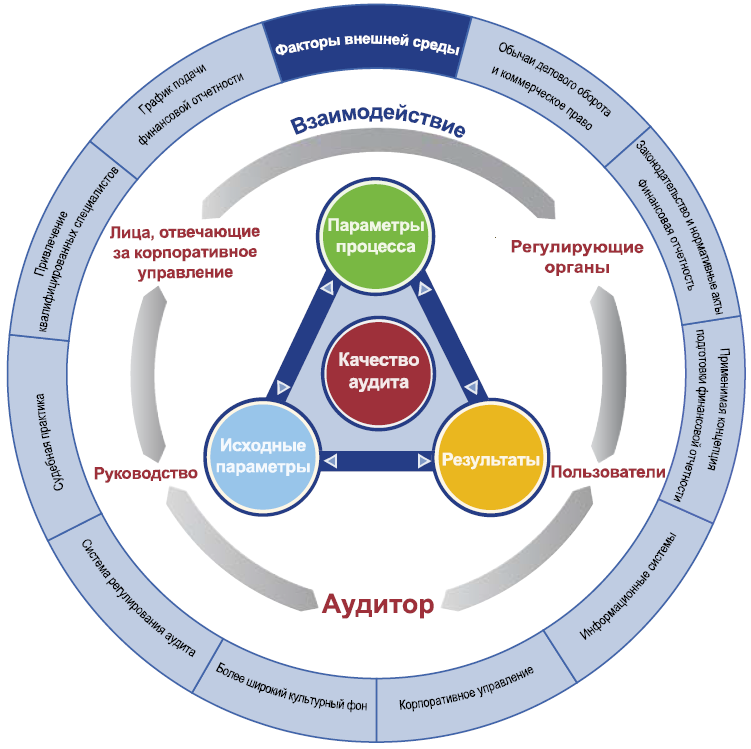 Факторы внешней среды
Обычаи делового оборота
и коммерческое право
Законодательство и нормативные акты
Финансовая отчетность
Применимая концепция
подготовки финансовой отчетности
Информационные системы
Корпоративное управление
Более широкий культурный фон
Система регулирования аудита
Судебная практика
Привлечение
квалифицированных специалистов
График подачи
финансовой отчетности
Взаимодействие
Лица, отвечающие
за корпоративное
управление
Регулирующие
органы
Руководство
Пользователи
Аудитор
Параметры
процесса
Качество
аудита
Исходные
параметры
Результаты